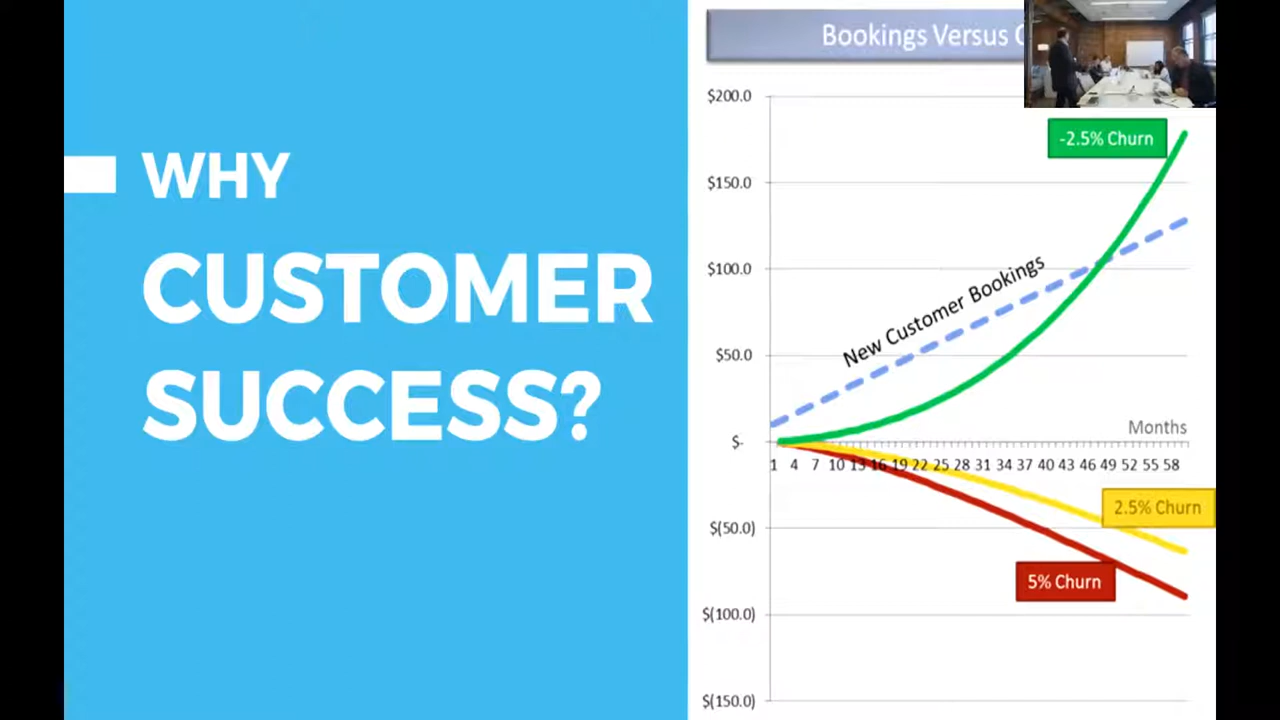 WHY
CUSTOMER
SUCCESS?
Bookings Versus
$200.0
-2.5% Churn
$150.0
New Customer Bookings
$100.0
$50.0
Months
$-
1 4 7 10 13 16 19 22 25 28 31 34 37 40 43 46 49 52 55 58
2.5% Churn
$(50.0)
5% Churn
$(100.0)
$(150.0)